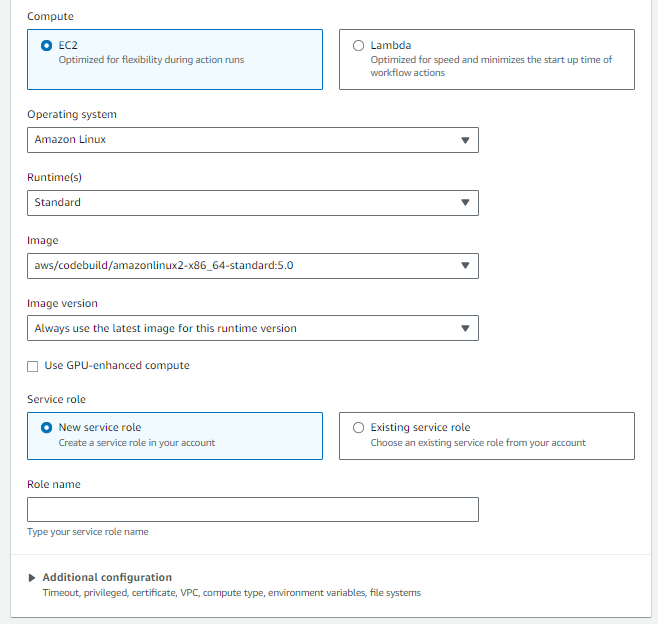 Compute
EC2
Optimized for flexibility during action runs
Lambda
Optimized for speed and minimizes the start up time of
workflow actions
Operating system
Amazon Linux
Runtime(s)
Standard
Image
aws/codebuild/amazonlinux2-x86_64-standard:5.0
Image version
Always use the latest image for this runtime version
Use GPU-enhanced compute
Service role
New service role
Create a service role in your account
Existing service role
Choose an existing service role from your account
Role name
Type your service role name
Additional configuration
Timeout, privileged, certificate, VPC, compute type, environment variables, file systems